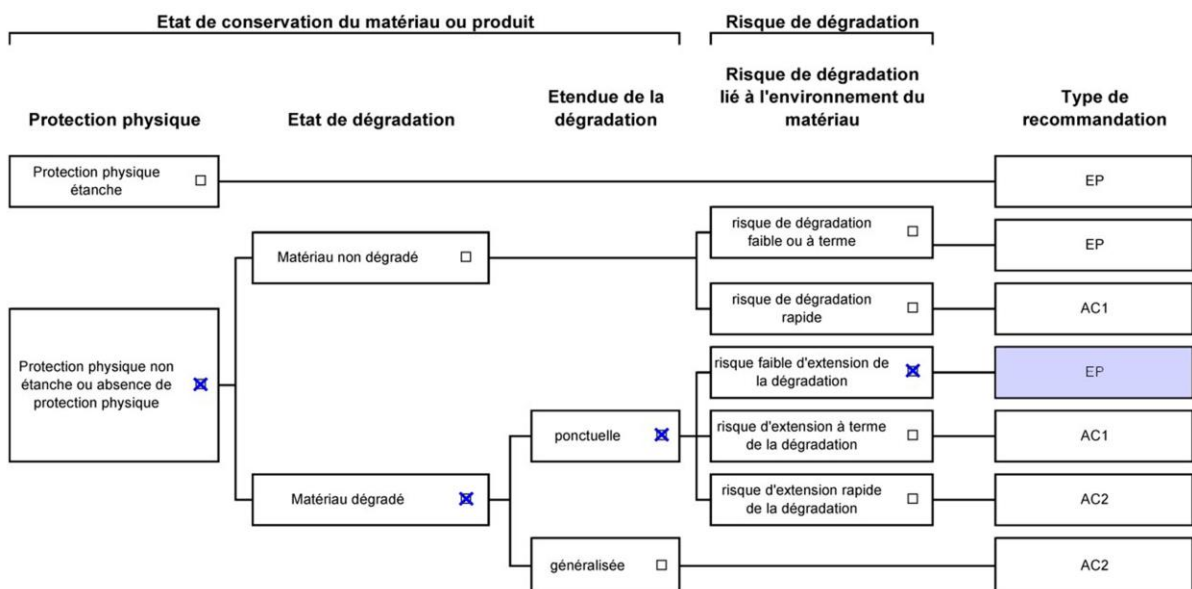 Etat de conservation du matériau ou produit
Risque de dégradation
Protection physique
Etat de dégradation
Etendue de la
dégradation
Risque de dégradation
lié à l'environnement du
matériau
Type de
recommandation
Protection physique
étanche
EP
risque de dégradation
faible ou à terme
EP
Matériau non dégradé
risque de dégradation
rapide
AC1
Protection physique non
étanche ou absence de
protection physique
risque faible d'extension de
la dégradation
EP
ponctuelle
risque d'extension à terme
de la dégradation
AC1
Matériau dégradé
risque d'extension rapide
de la dégradation
AC2
généralisée
AC2